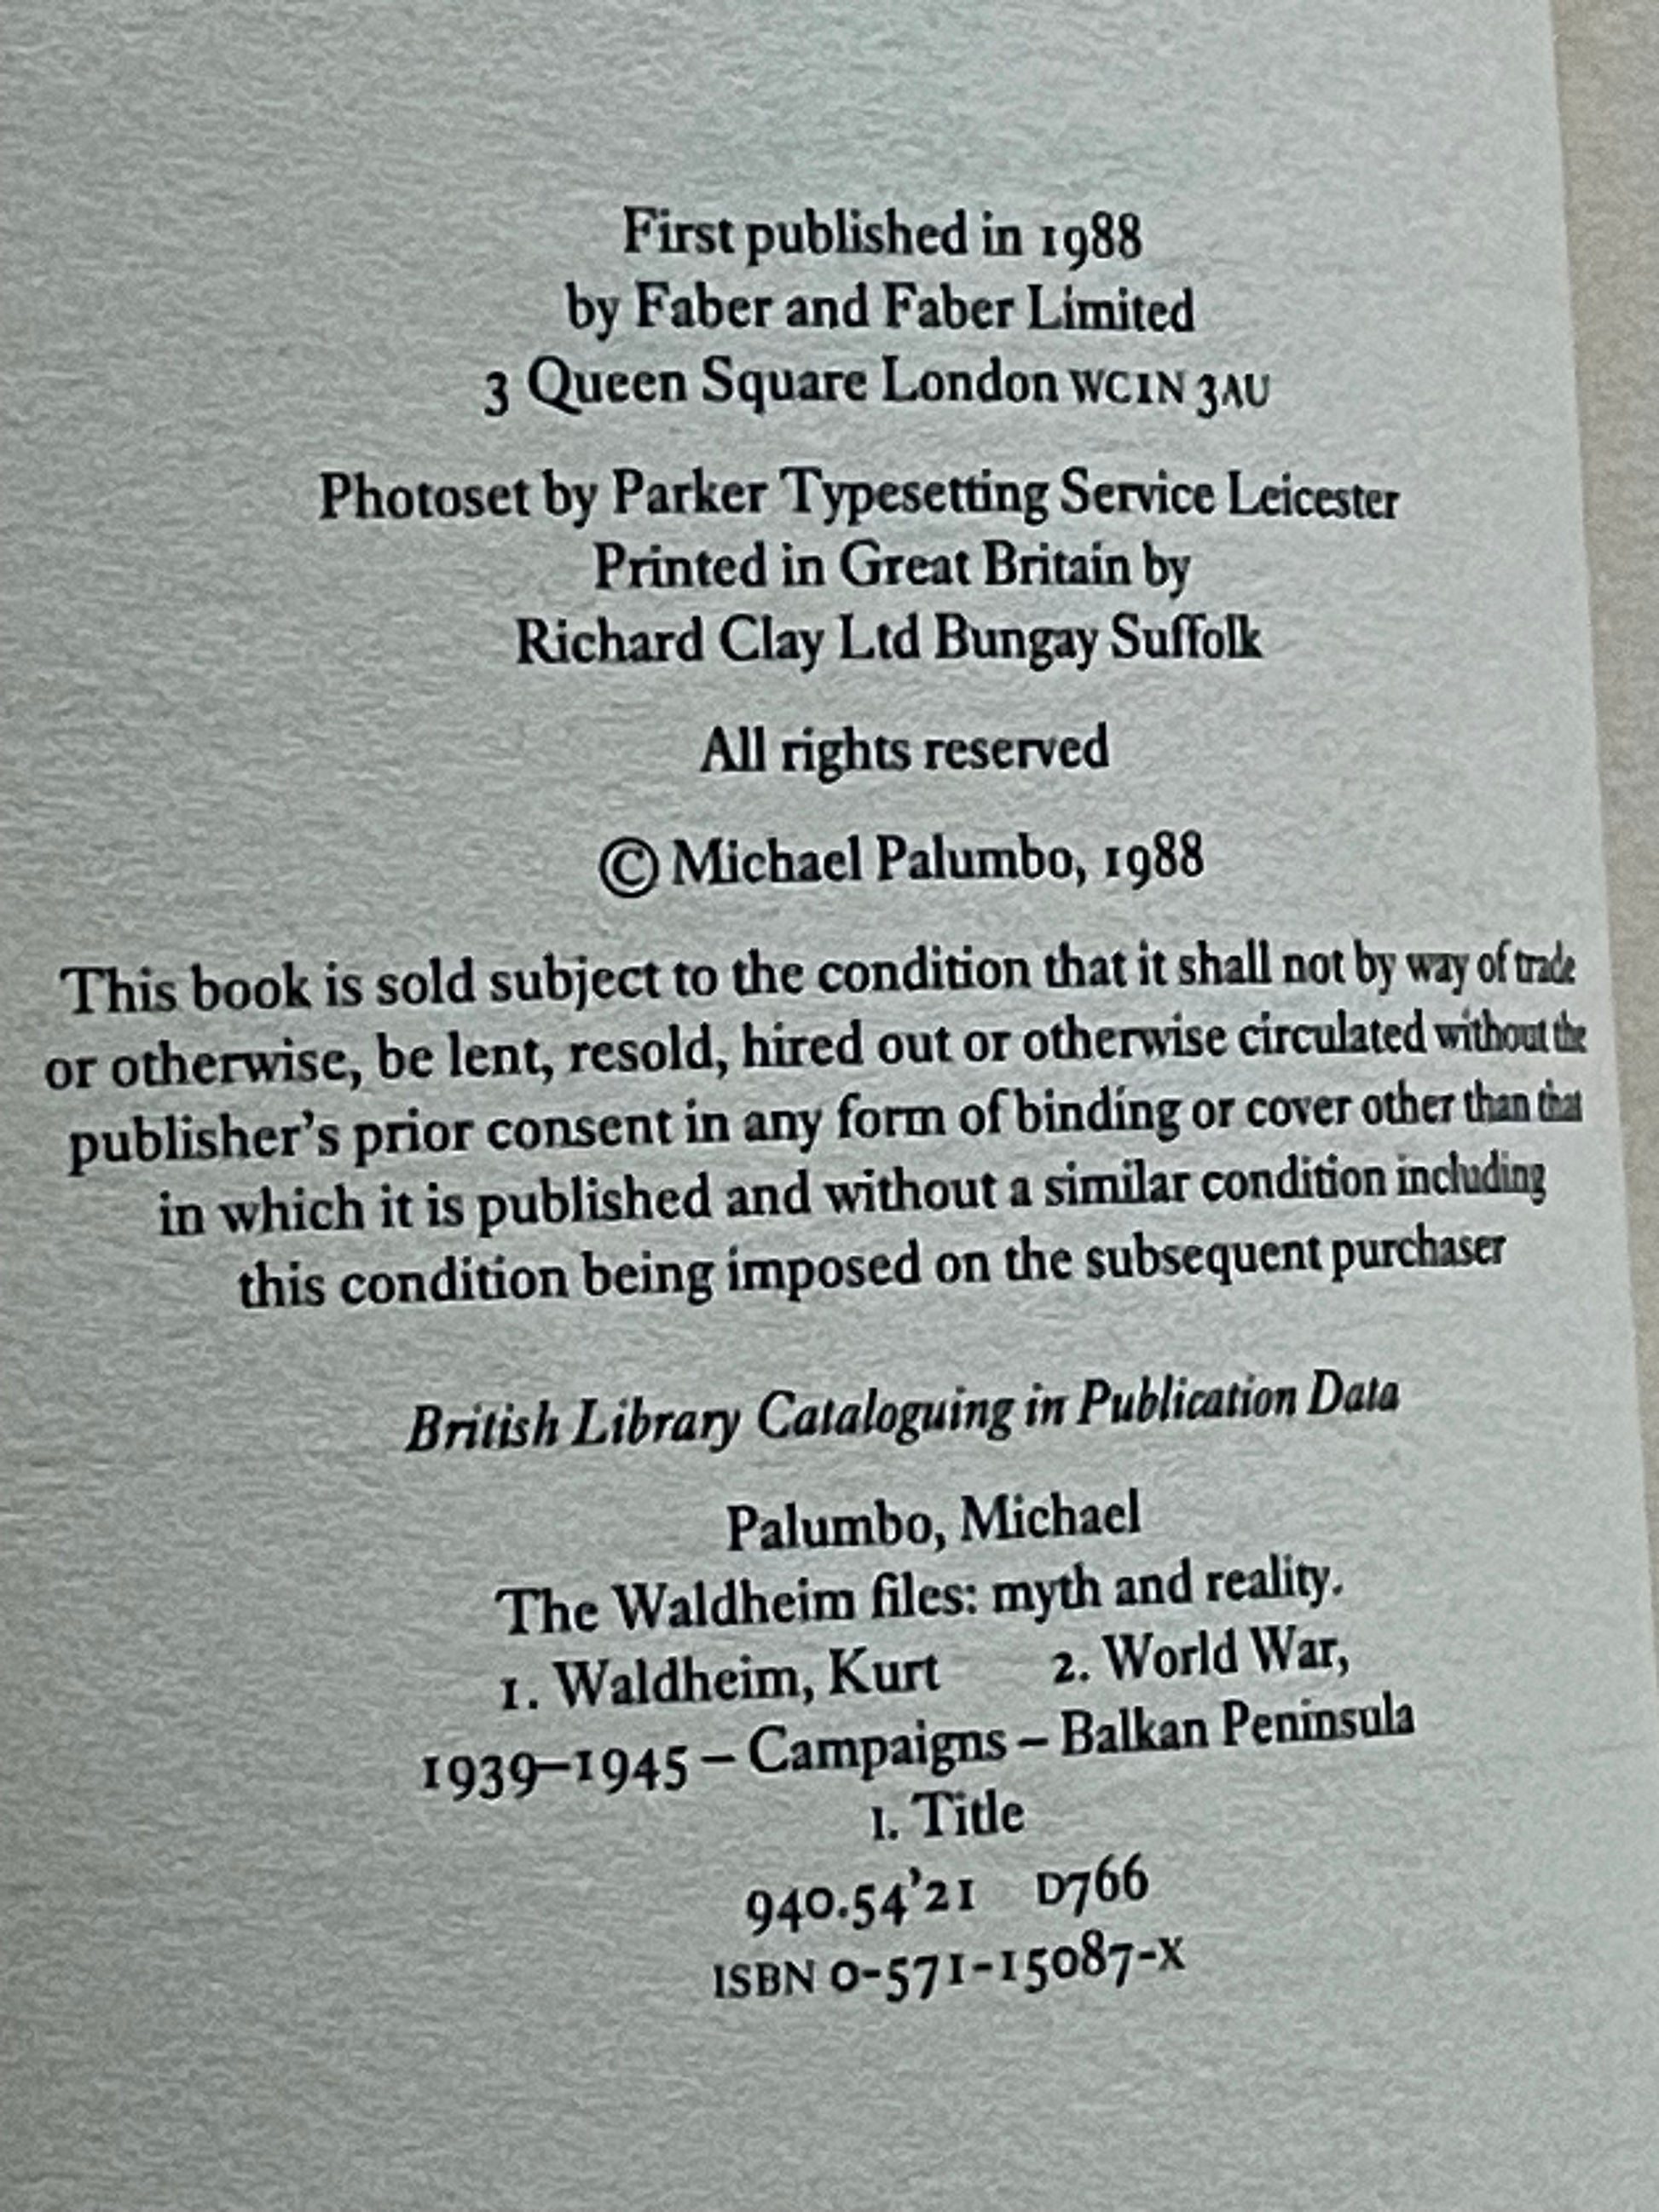 First published in 1988
by Faber and Faber Limited
3 Queen Square London WC1N 3AU
Photoset by Parker Typesetting Service Leicester
Printed in Great Britain by
Richard Clay Ltd Bungay Suffolk
All rights reserved
© Michael Palumbo, 1988
This book is sold subject to the condition that it shall not by way of trade
or otherwise, be lent, resold, hired out or otherwise circulated without the
publisher's prior consent in any form of binding or cover other than that
in which it is published and without a similar condition including
this condition being imposed on the subsequent purchaser
British Library Cataloguing in Publication Data
Palumbo, Michael
The Waldheim files: myth and reality.
1. Waldheim, Kurt 2. World War,
1939–1945 – Campaigns – Balkan Peninsula
I. Title
940.54'21 D766
ISBN 0-571-15087-X